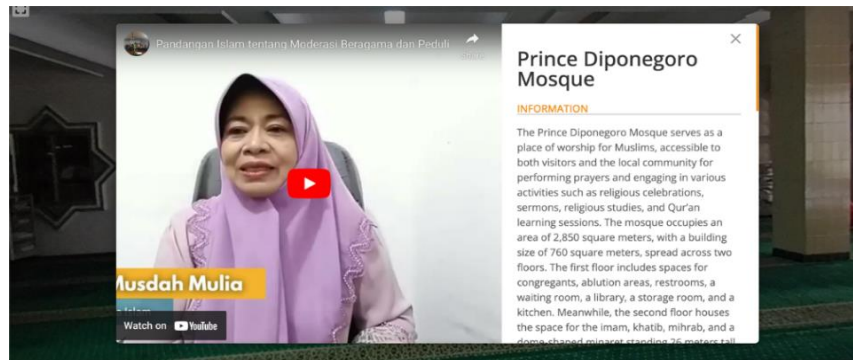 Pandangan Islam tentang Moderasi Beragama dan Peduli
Musdah Mulia
Watch on YouTube
Prince Diponegoro
Mosque
INFORMATION
The Prince Diponegoro Mosque serves as a
place of worship for Muslims, accessible to
both visitors and the local community for
performing prayers and engaging in various
activities such as religious celebrations,
sermons, religious studies, and Qur'an
learning sessions. The mosque occupies an
area of 2,850 square meters, with a building
size of 760 square meters, spread across two
floors. The first floor includes spaces for
congregants, ablution areas, restrooms, a
waiting room, a library, a storage room, and a
kitchen. Meanwhile, the second floor houses
the space for the imam, khatib, mihrab, and a
dome-shaped minaret standing 26 meters tall